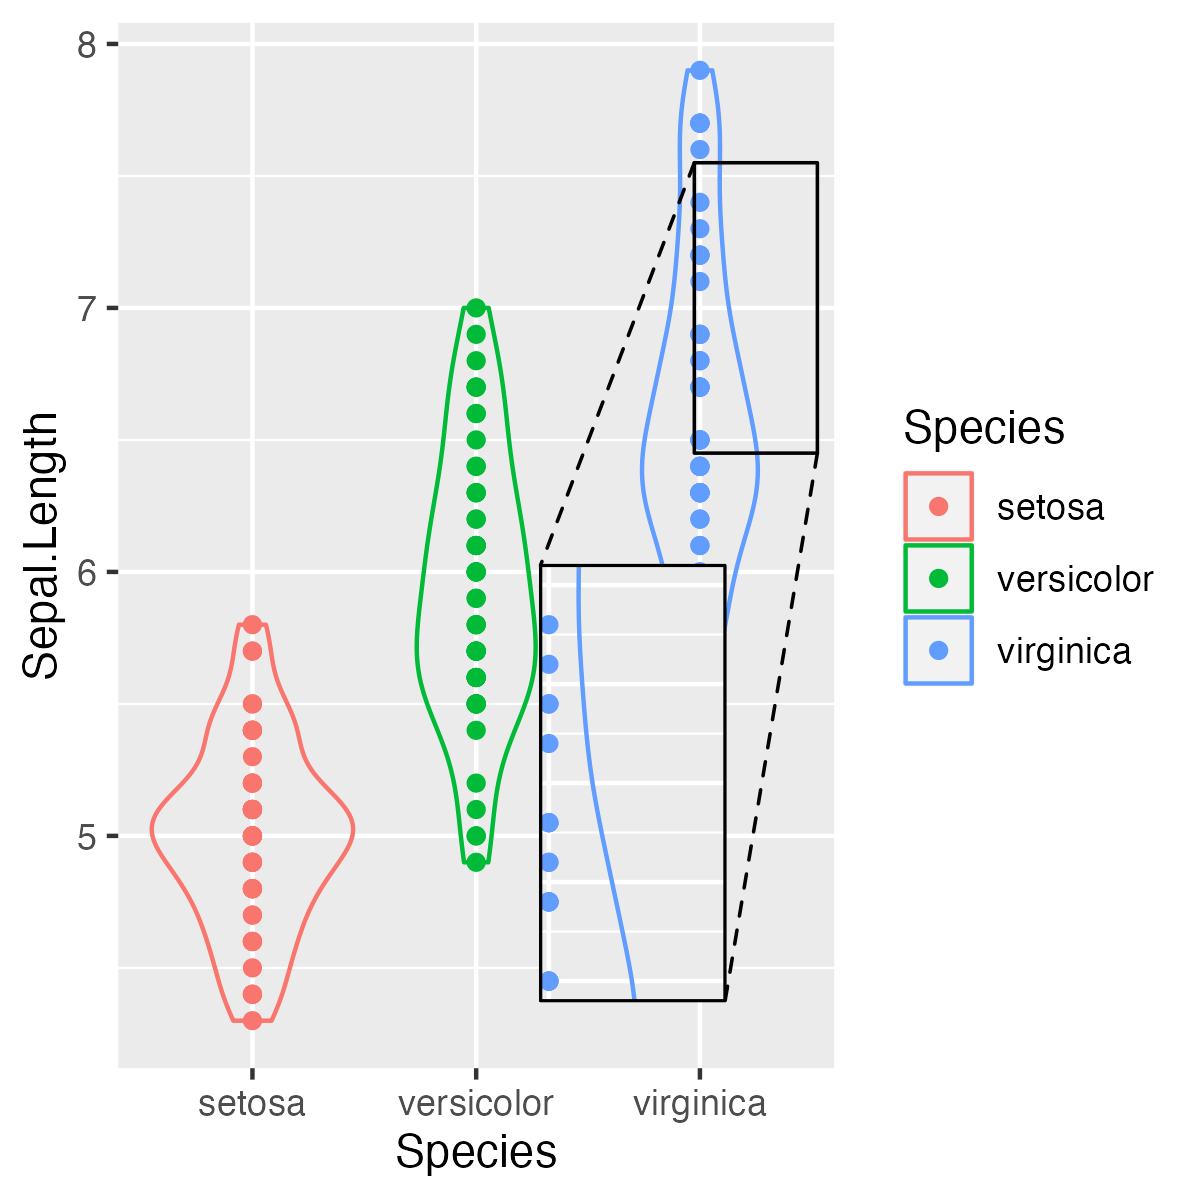 8
7
6
5
Sepal.Length
setosa
versicolor
virginica
Species
Species
setosa
versicolor
virginica